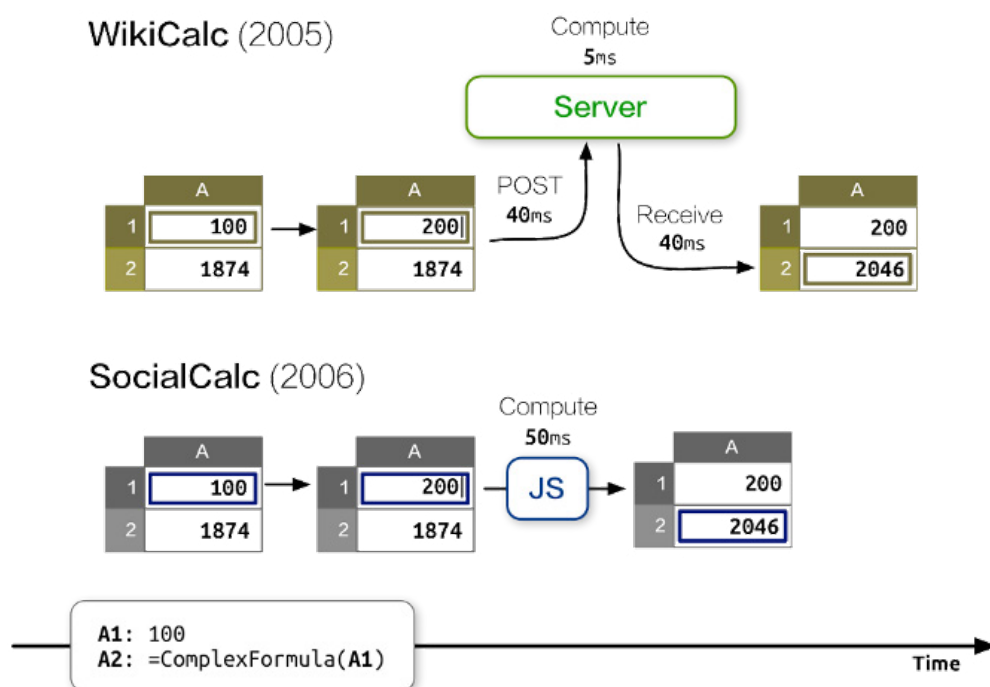 WikiCalc (2005)
Compute
5ms
Server
A
1 100
2 1874
A
1 200
2 1874
POST
40ms
Receive
40ms
A
1 200
2 2046
SocialCalc (2006)
Compute
50ms
A
1 100
2 1874
A
1 200
2 1874
JS
A
1 200
2 2046
A1: 100
A2: =ComplexFormula(A1)
Time